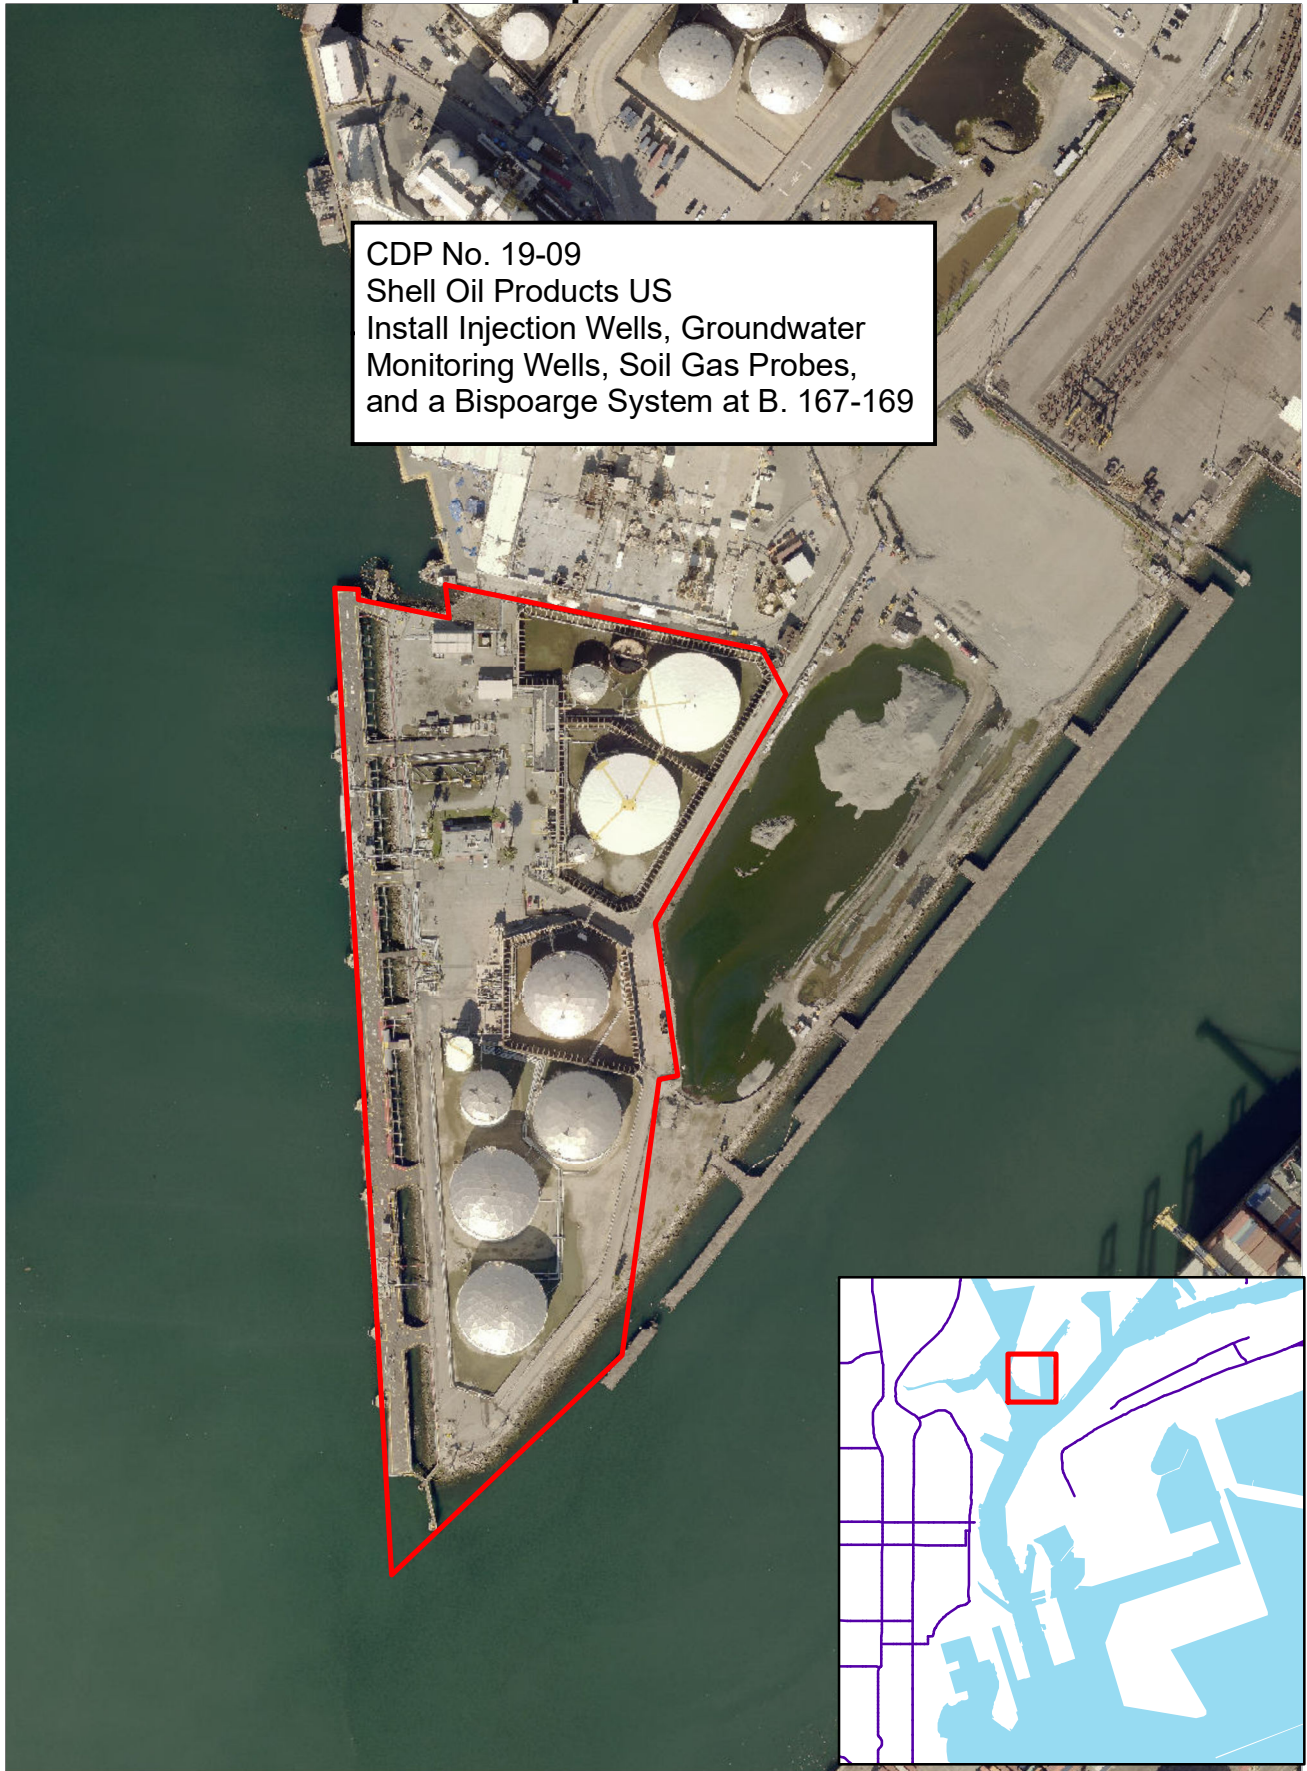 CDP No. 19-09
Shell Oil Products US
Install Injection Wells, Groundwater
Monitoring Wells, Soil Gas Probes,
and a Bispoarge System at B. 167-169